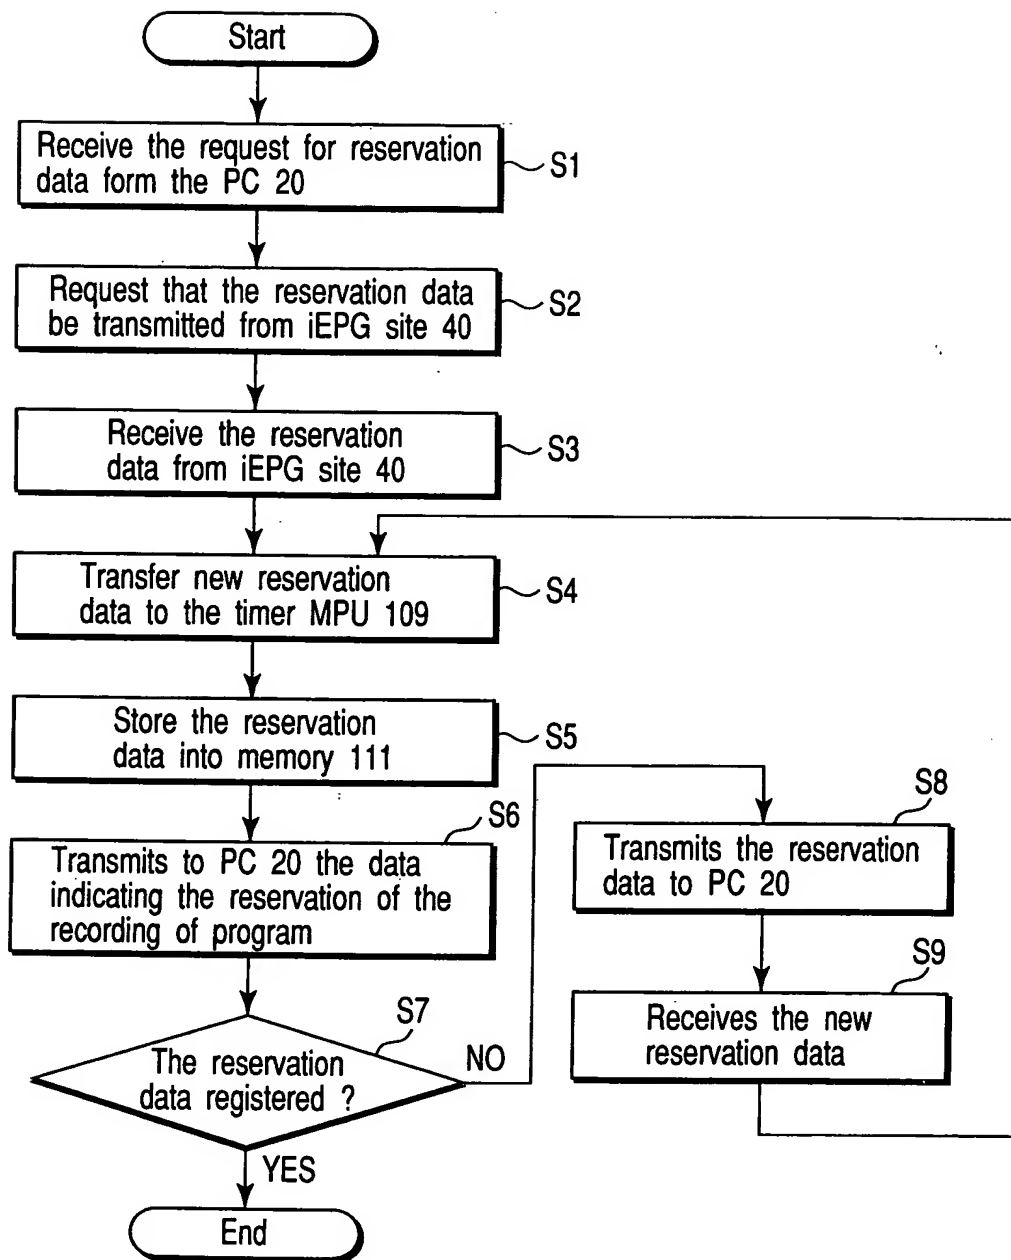 Start
Receive the request for reservation
data form the PC 20
S1
Request that the reservation data
be transmitted from iEPG site 40
S2
Receive the reservation
data from iEPG site 40
S3
Transfer new reservation
data to the timer MPU 109
S4
Store the reservation
data into memory 111
S5
S6
Transmits to PC 20 the data
indicating the reservation of the
recording of program
S7
The reservation
data registered ?
NO
YES
End
S8
Transmits the reservation
data to PC 20
S9
Receives the new
reservation data